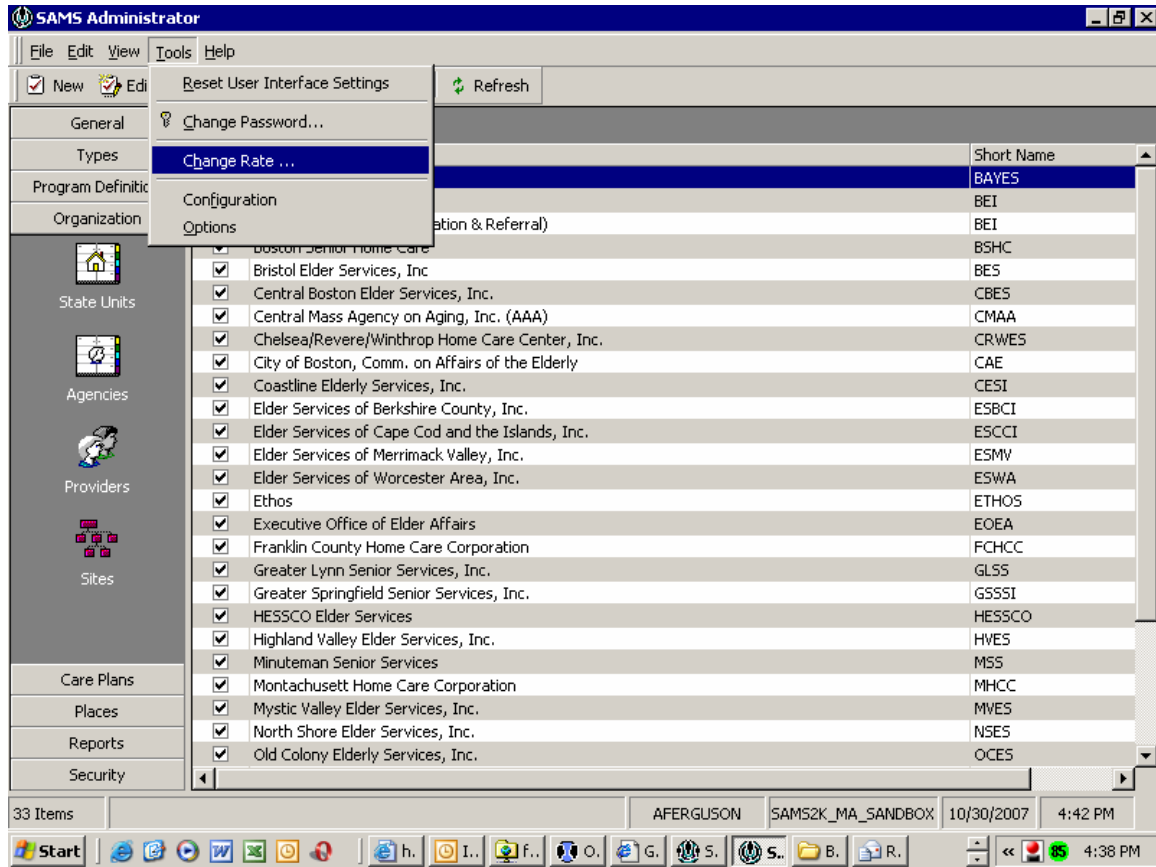 SAMS Administrator
File Edit View Tools Help
New Edi Refresh
Reset User Interface Settings
Change Password...
Change Rate ...
Configuration
Options
General
Types
Program Definitic
Organization
State Units
Agencies
Providers
Sites
Care Plans
Places
Reports
Security
Short Name
BAYES
BEI
ation & Referral) BEI
Boston Senior Home Care BSHC
Bristol Elder Services, Inc BES
Central Boston Elder Services, Inc. CBES
Central Mass Agency on Aging, Inc. (AAA) CMAA
Chelsea/Revere/Winthrop Home Care Center, Inc. CRWES
City of Boston, Comm. on Affairs of the Elderly CAE
Coastline Elderly Services, Inc. CESI
Elder Services of Berkshire County, Inc. ESBCI
Elder Services of Cape Cod and the Islands, Inc. ESCCI
Elder Services of Merrimack Valley, Inc. ESMV
Elder Services of Worcester Area, Inc. ESWA
Ethos ETHOS
Executive Office of Elder Affairs EOEA
Franklin County Home Care Corporation FCHCC
Greater Lynn Senior Services, Inc. GLSS
Greater Springfield Senior Services, Inc. GSSSI
HESSCO Elder Services HESSCO
Highland Valley Elder Services, Inc. HVES
Minuteman Senior Services MSS
Montachusett Home Care Corporation MHCC
Mystic Valley Elder Services, Inc. MVES
North Shore Elder Services, Inc. NSES
Old Colony Elderly Services, Inc. OCES
33 Items AFERGUSON SAMS2K_MA_SANDBOX 10/30/2007 4:42 PM
Start h. I.. f.. O. G. S. S.. B. R. « 85 4:38 PM